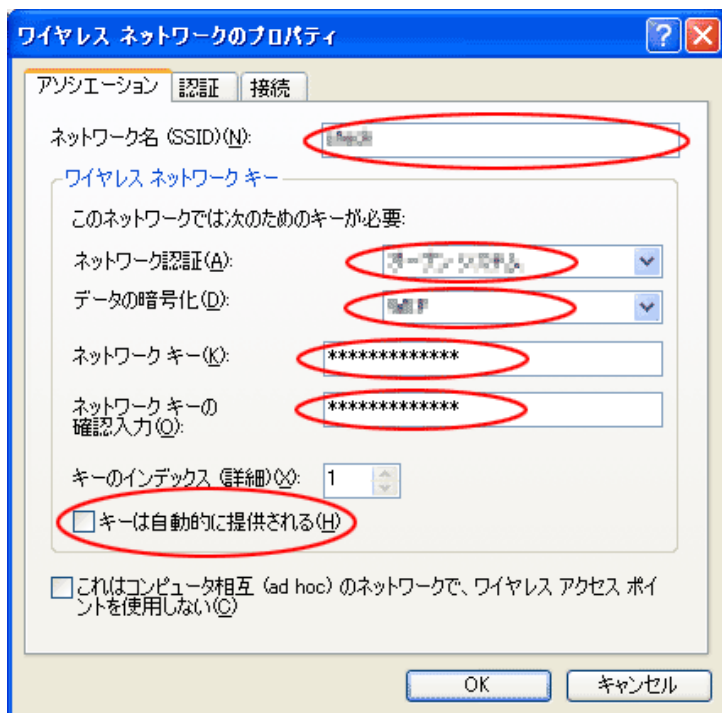 ワイヤレス ネットワークのプロパティ
アソシエーション 認証 接続
ネットワーク名 (SSID)(N):
ワイヤレス ネットワーク キー
このネットワークでは次のためのキーが必要:
ネットワーク認証(A):
データの暗号化(D):
ネットワーク キー(K): *************
ネットワーク キーの
確認入力(O): *************
キーのインデックス (詳細)(X): 1
キーは自動的に提供される(H)
これはコンピュータ相互 (ad hoc) のネットワークで、ワイヤレス アクセス ポイ
ントを使用しない(C)
OK キャンセル